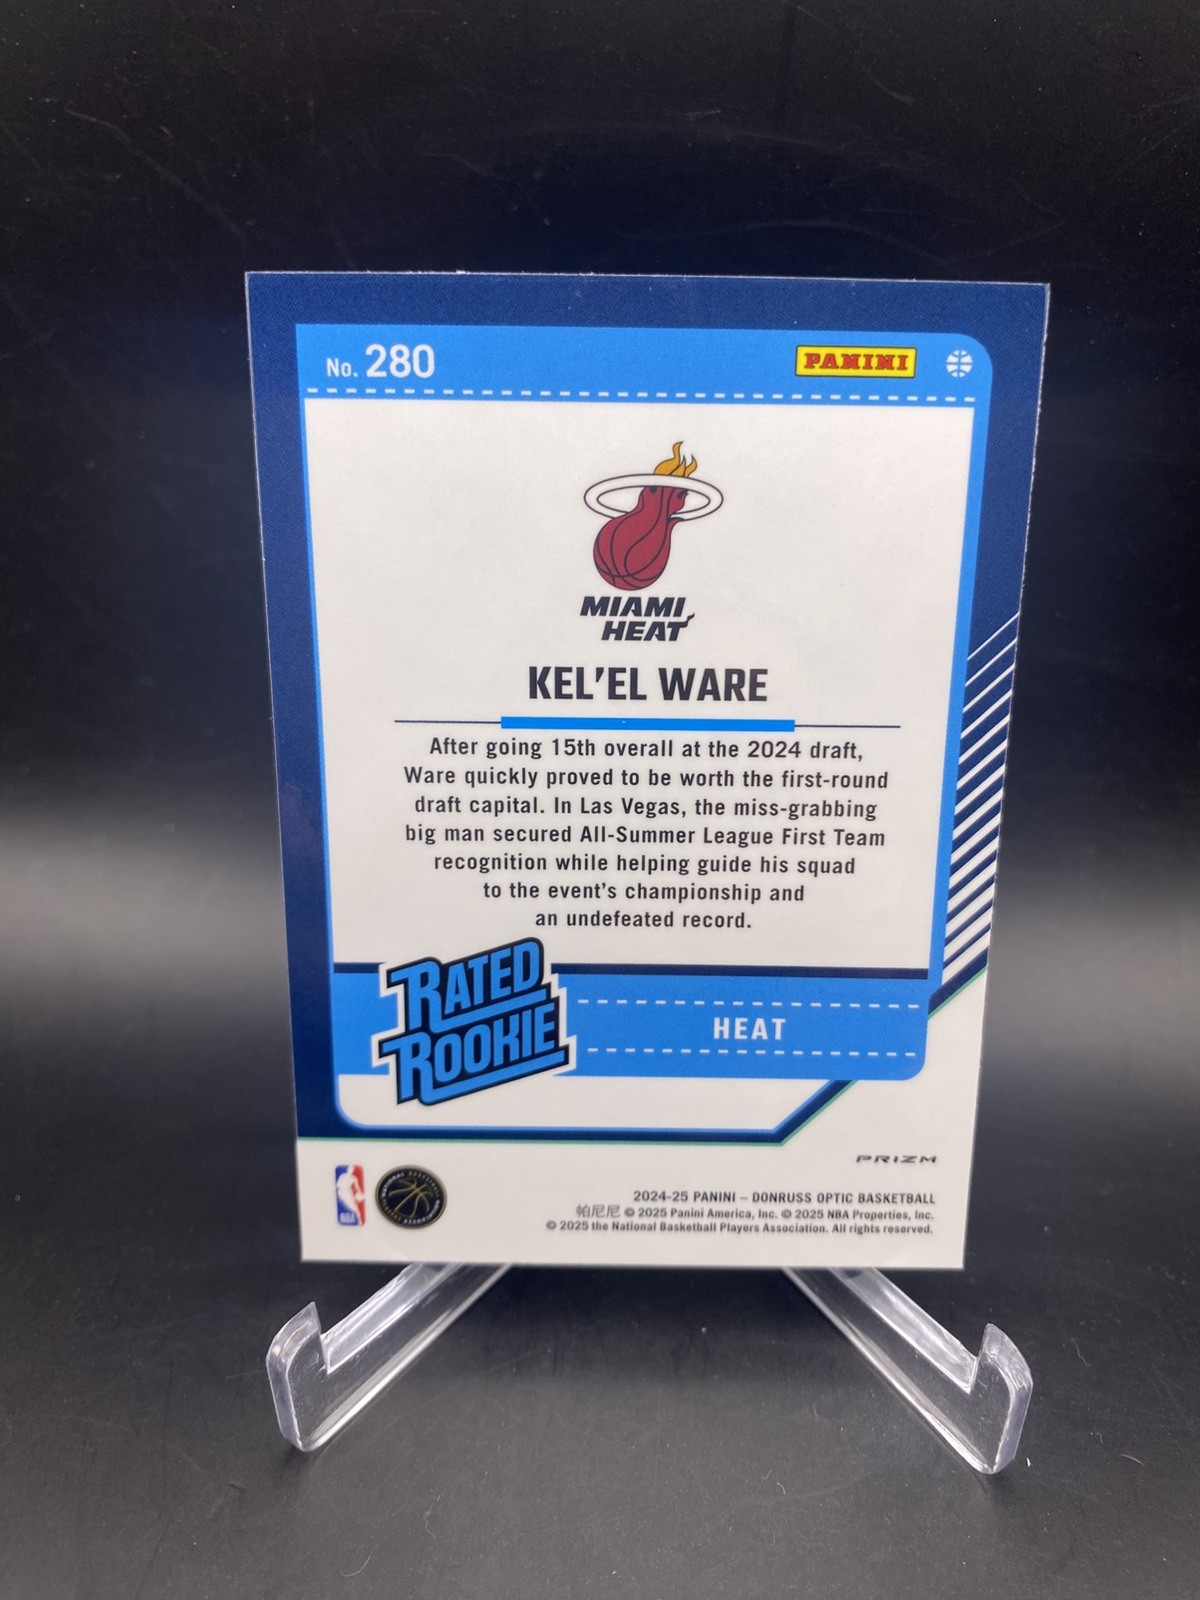 No. 280
PANINI
MIAMI
HEAT
KEL'EL WARE
After going 15th overall at the 2024 draft,
Ware quickly proved to be worth the first-round
draft capital. In Las Vegas, the miss-grabbing
big man secured All-Summer League First Team
recognition while helping guide his squad
to the event's championship and
an undefeated record.
RATED
ROOKIE
HEAT
PRIZM
NBA
2024-25 PANINI – DONRUSS OPTIC BASKETBALL
帕尼尼 © 2025 Panini America, Inc. © 2025 NBA Properties, Inc.
© 2025 the National Basketball Players Association. All rights reserved.